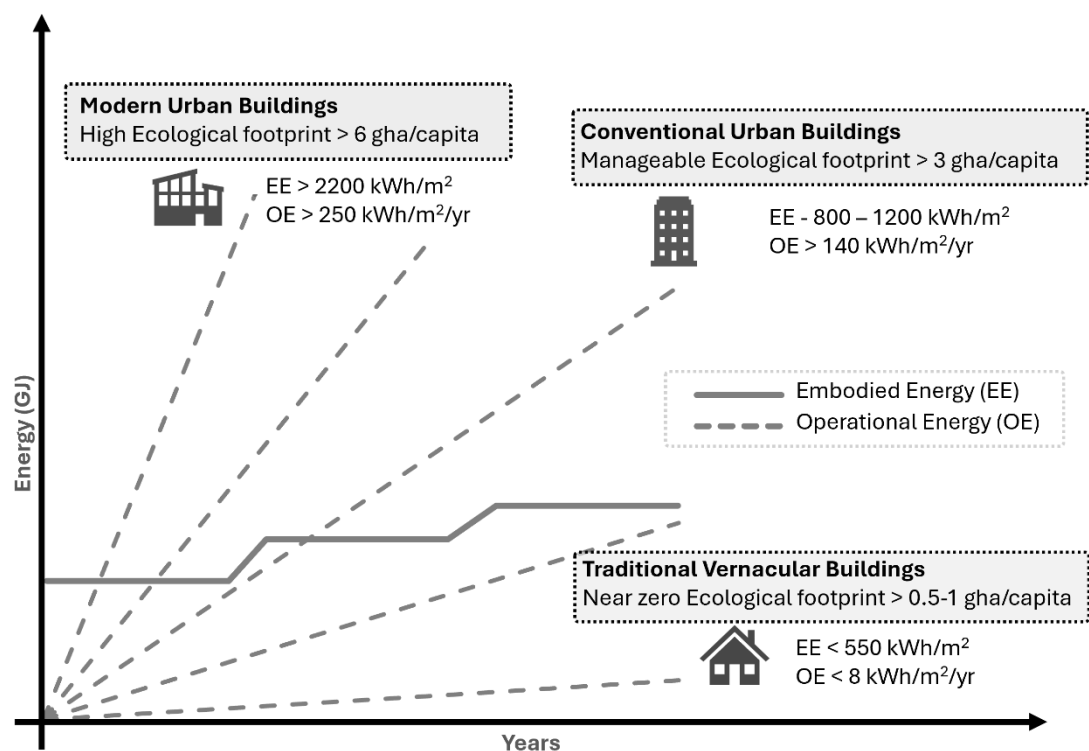 Modern Urban Buildings
High Ecological footprint > 6 gha/capita
EE > 2200 kWh/m²
OE > 250 kWh/m²/yr
Conventional Urban Buildings
Manageable Ecological footprint > 3 gha/capita
EE - 800 – 1200 kWh/m²
OE > 140 kWh/m²/yr
Energy (GJ)
Embodied Energy (EE)
Operational Energy (OE)
Traditional Vernacular Buildings
Near zero Ecological footprint > 0.5-1 gha/capita
EE < 550 kWh/m²
OE < 8 kWh/m²/yr
Years